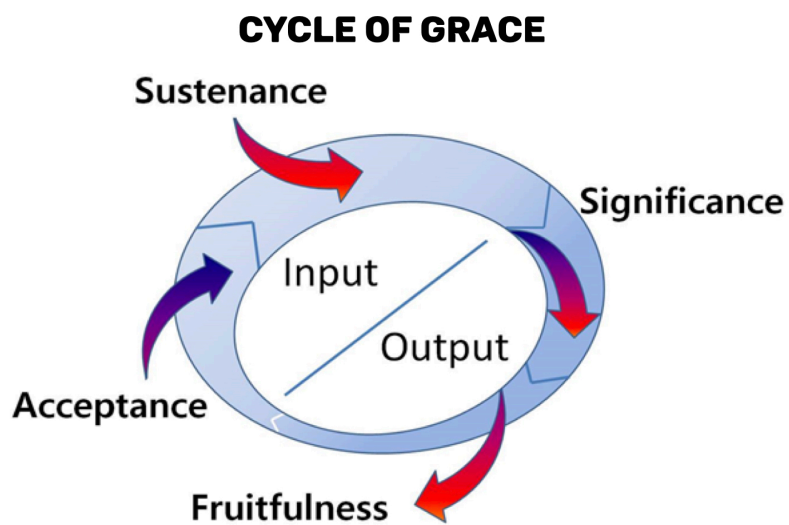 CYCLE OF GRACE
Sustenance
Significance
Input
Output
Acceptance
Fruitfulness